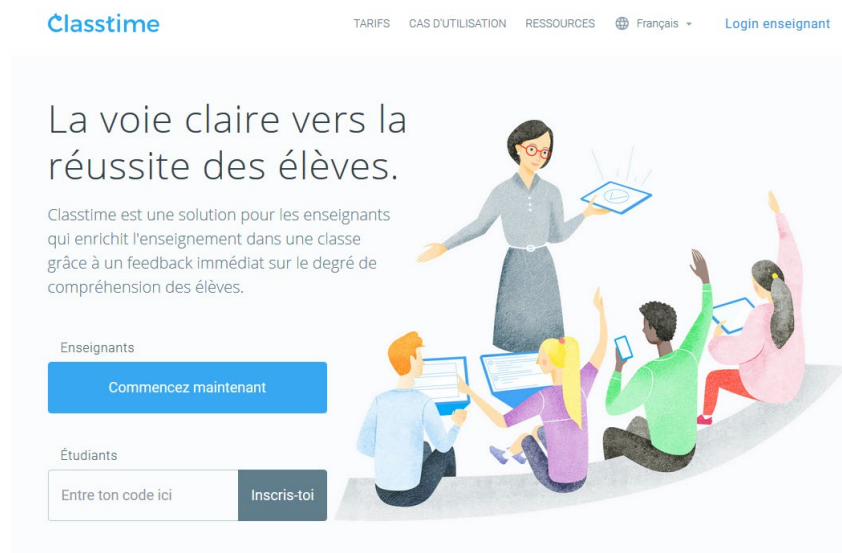 Classtime
TARIFS CAS D'UTILISATION RESSOURCES Français Login enseignant
La voie claire vers la
réussite des élèves.
Classtime est une solution pour les enseignants
qui enrichit l'enseignement dans une classe
grâce à un feedback immédiat sur le degré de
compréhension des élèves.
Enseignants
Commencez maintenant
Étudiants
Entre ton code ici Inscris-toi